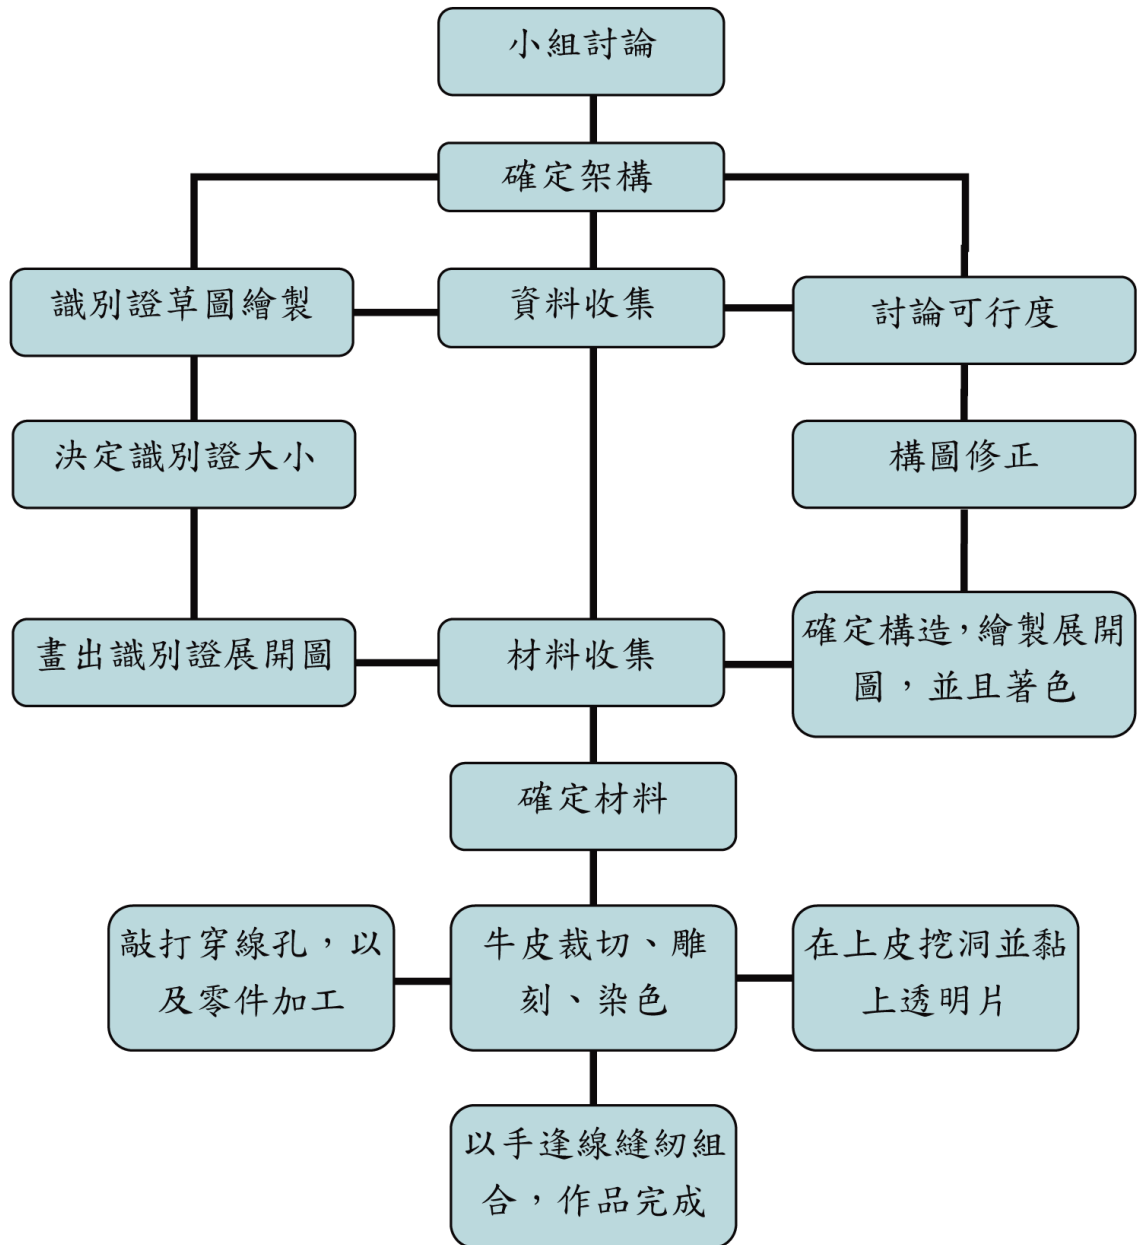 小組討論
確定架構
識別證草圖繪製
資料收集
討論可行度
決定識別證大小
構圖修正
畫出識別證展開圖
材料收集
確定構造，繪製展開
圖，並且著色
確定材料
敲打穿線孔，以
及零件加工
牛皮裁切、雕
刻、染色
在上皮挖洞並黏
上透明片
以手逢線縫紉組
合，作品完成